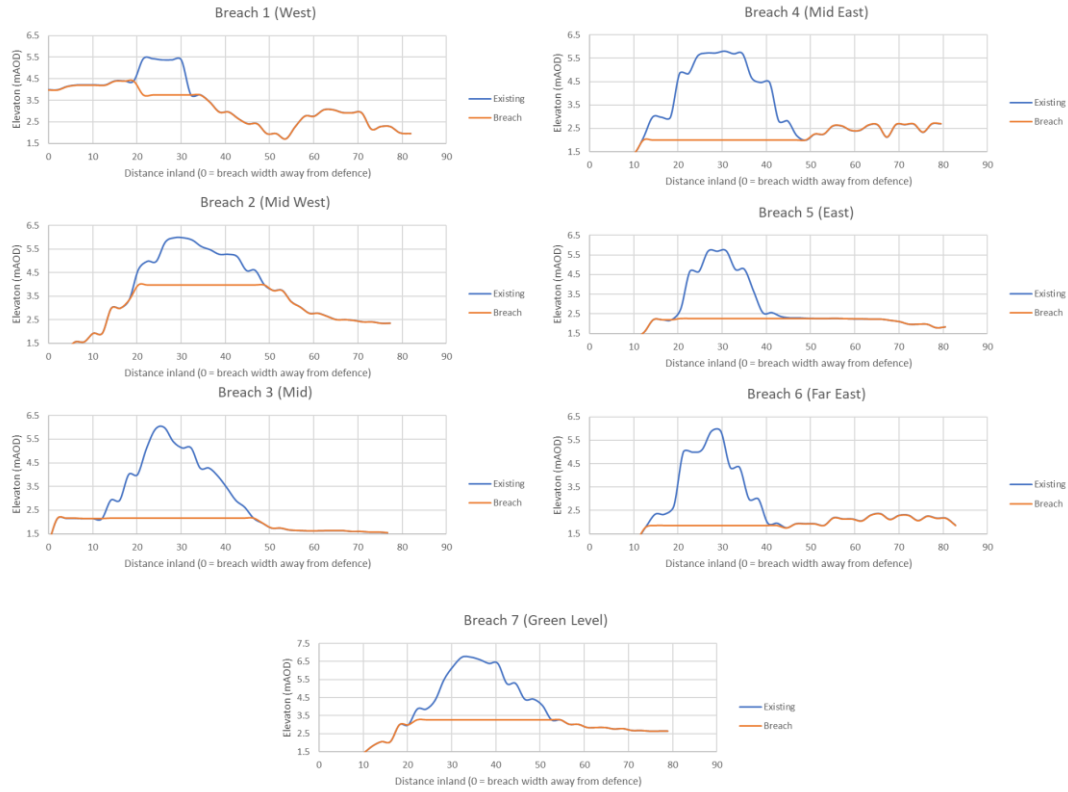 Breach 1 (West)
Elevaton (mAOD)
6.5
5.5
4.5
3.5
2.5
1.5
0 10 20 30 40 50 60 70 80 90
Distance inland (0 = breach width away from defence)
Existing
Breach
Breach 4 (Mid East)
Elevaton (mAOD)
6.5
5.5
4.5
3.5
2.5
1.5
0 10 20 30 40 50 60 70 80 90
Distance inland (0 = breach width away from defence)
Existing
Breach
Breach 2 (Mid West)
Elevaton (mAOD)
6.5
5.5
4.5
3.5
2.5
1.5
0 10 20 30 40 50 60 70 80 90
Distance inland (0 = breach width away from defence)
Existing
Breach
Breach 5 (East)
Elevaton (mAOD)
6.5
5.5
4.5
3.5
2.5
1.5
0 10 20 30 40 50 60 70 80 90
Distance inland (0 = breach width away from defence)
Existing
Breach
Breach 3 (Mid)
Elevaton (mAOD)
6.5
5.5
4.5
3.5
2.5
1.5
0 10 20 30 40 50 60 70 80 90
Distance inland (0 = breach width away from defence)
Existing
Breach
Breach 6 (Far East)
Elevaton (mAOD)
6.5
5.5
4.5
3.5
2.5
1.5
0 10 20 30 40 50 60 70 80 90
Distance inland (0 = breach width away from defence)
Existing
Breach
Breach 7 (Green Level)
Elevaton (mAOD)
7.5
6.5
5.5
4.5
3.5
2.5
1.5
0 10 20 30 40 50 60 70 80 90
Distance inland (0 = breach width away from defence)
Existing
Breach